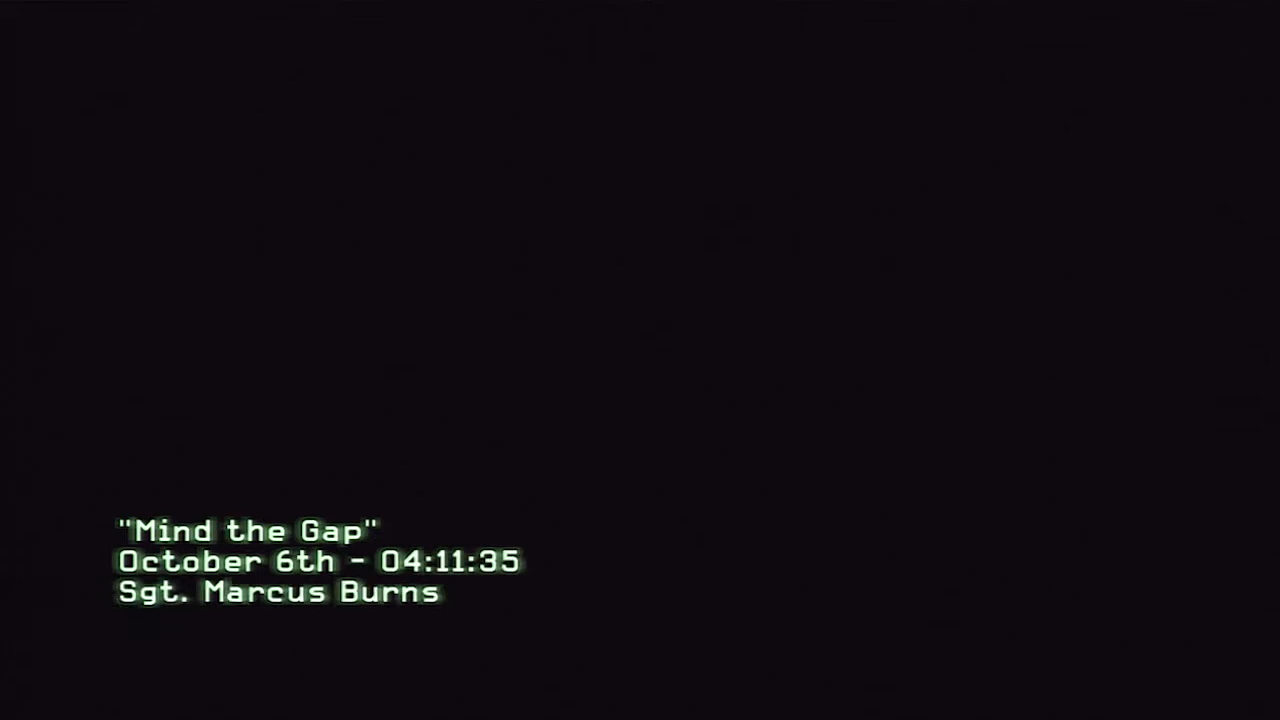 "Mind the Gap"
October 6th - 04:11:35
Sgt. Marcus Burns